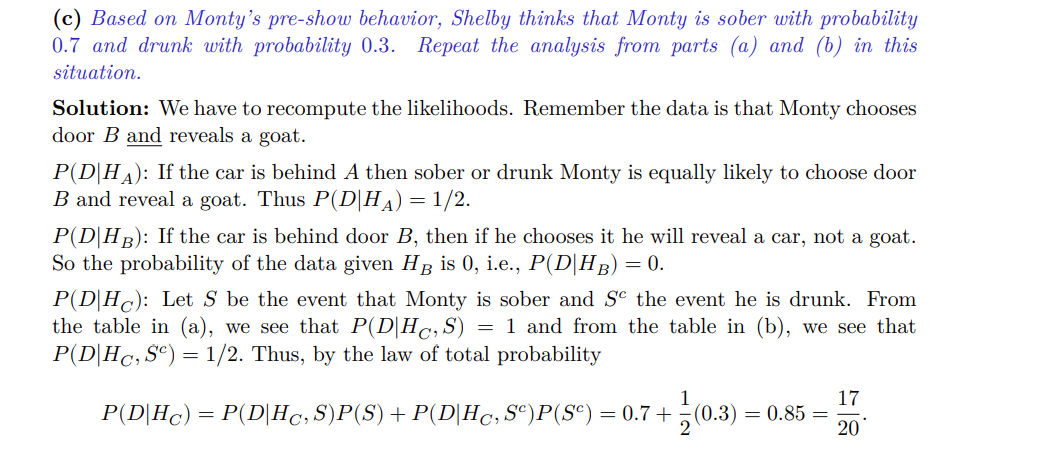 (c) Based on Monty's pre-show behavior, Shelby thinks that Monty is sober with probability
0.7 and drunk with probability 0.3. Repeat the analysis from parts (a) and (b) in this
situation.
Solution: We have to recompute the likelihoods. Remember the data is that Monty chooses
door B and reveals a goat.
P(D|H_A): If the car is behind A then sober or drunk Monty is equally likely to choose door
B and reveal a goat. Thus P(D|H_A) = 1/2.
P(D|H_B): If the car is behind door B, then if he chooses it he will reveal a car, not a goat.
So the probability of the data given H_B is 0, i.e., P(D|H_B) = 0.
P(D|H_C): Let S be the event that Monty is sober and S^c the event he is drunk. From
the table in (a), we see that P(D|H_C, S) = 1 and from the table in (b), we see that
P(D|H_C, S^c) = 1/2. Thus, by the law of total probability
P(D|H_C) = P(D|H_C, S)P(S) + P(D|H_C, S^c)P(S^c) = 0.7 + 1/2(0.3) = 0.85 = 17/20.